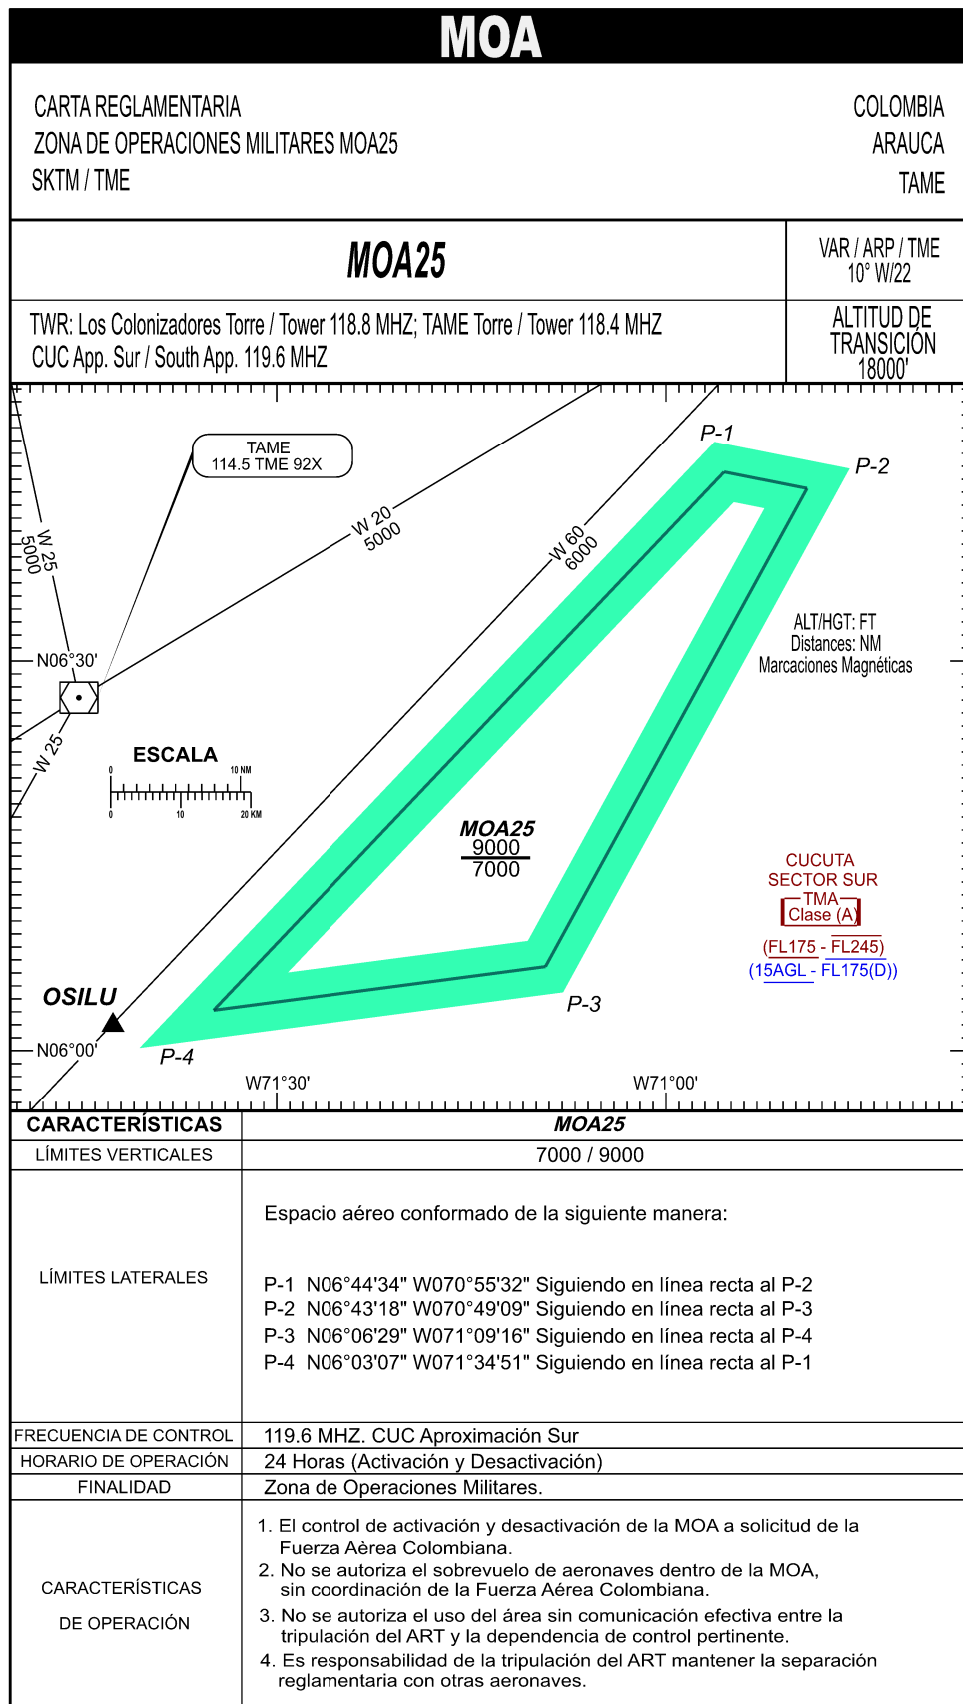 MOA
CARTA REGLAMENTARIA
ZONA DE OPERACIONES MILITARES MOA25
SKTM / TME
COLOMBIA
ARAUCA
TAME
MOA25
VAR / ARP / TME
10° W/22
TWR: Los Colonizadores Torre / Tower 118.8 MHZ; TAME Torre / Tower 118.4 MHZ
CUC App. Sur / South App. 119.6 MHZ
ALTITUD DE
TRANSICIÓN
18000'
TAME
114.5 TME 92X
P-1
P-2
W 25
5000
W 20
5000
W 60
6000
ALT/HGT: FT
Distances: NM
Marcaciones Magnéticas
N06°30'
W 25
ESCALA
0 10 NM
0 10 20 KM
MOA25
9000
7000
CUCUTA
SECTOR SUR
TMA
Clase (A)
(FL175 - FL245)
(15AGL - FL175(D))
OSILU
P-3
N06°00'
P-4
W71°30'
W71°00'
CARACTERÍSTICAS
MOA25
LÍMITES VERTICALES
7000 / 9000
LÍMITES LATERALES
Espacio aéreo conformado de la siguiente manera:
P-1 N06°44'34" W070°55'32" Siguiendo en línea recta al P-2
P-2 N06°43'18" W070°49'09" Siguiendo en línea recta al P-3
P-3 N06°06'29" W071°09'16" Siguiendo en línea recta al P-4
P-4 N06°03'07" W071°34'51" Siguiendo en línea recta al P-1
FRECUENCIA DE CONTROL
119.6 MHZ. CUC Aproximación Sur
HORARIO DE OPERACIÓN
24 Horas (Activación y Desactivación)
FINALIDAD
Zona de Operaciones Militares.
CARACTERÍSTICAS
DE OPERACIÓN
1. El control de activación y desactivación de la MOA a solicitud de la
Fuerza Aèrea Colombiana.
2. No se autoriza el sobrevuelo de aeronaves dentro de la MOA,
sin coordinación de la Fuerza Aérea Colombiana.
3. No se autoriza el uso del área sin comunicación efectiva entre la
tripulación del ART y la dependencia de control pertinente.
4. Es responsabilidad de la tripulación del ART mantener la separación
reglamentaria con otras aeronaves.